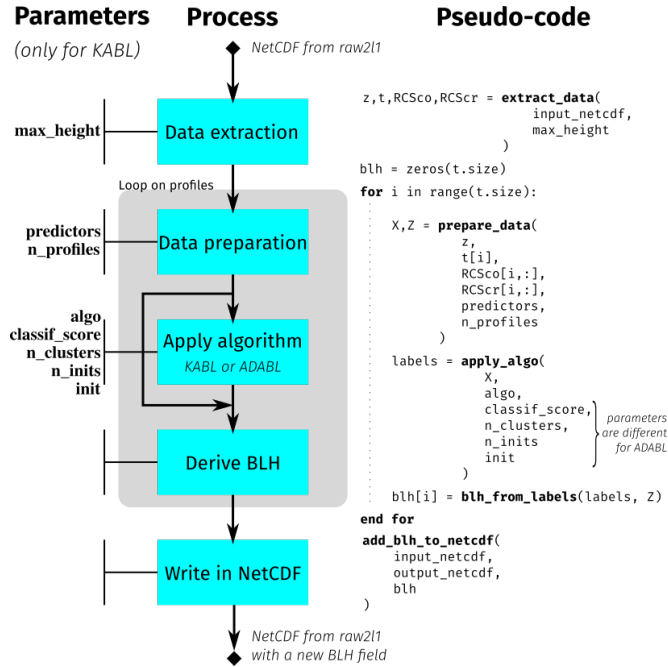 Parameters
(only for KABL)
Process
Pseudo-code
NetCDF from raw2l1
max_height
Data extraction
Loop on profiles
predictors
n_profiles
Data preparation
algo
classif_score
n_clusters
n_inits
init
Apply algorithm
KABL or ADABL
Derive BLH
Write in NetCDF
NetCDF from raw2l1
with a new BLH field
z,t,RCSco,RCScr = extract_data(
input_netcdf,
max_height
)
blh = zeros(t.size)
for i in range(t.size):
X,Z = prepare_data(
z,
t[i],
RCSco[i,:],
RCScr[i,:],
predictors,
n_profiles
)
labels = apply_algo(
X,
algo,
classif_score,
n_clusters,
n_inits
init
)
parameters
are different
for ADABL
blh[i] = blh_from_labels(labels, Z)
end for
add_blh_to_netcdf(
input_netcdf,
output_netcdf,
blh
)